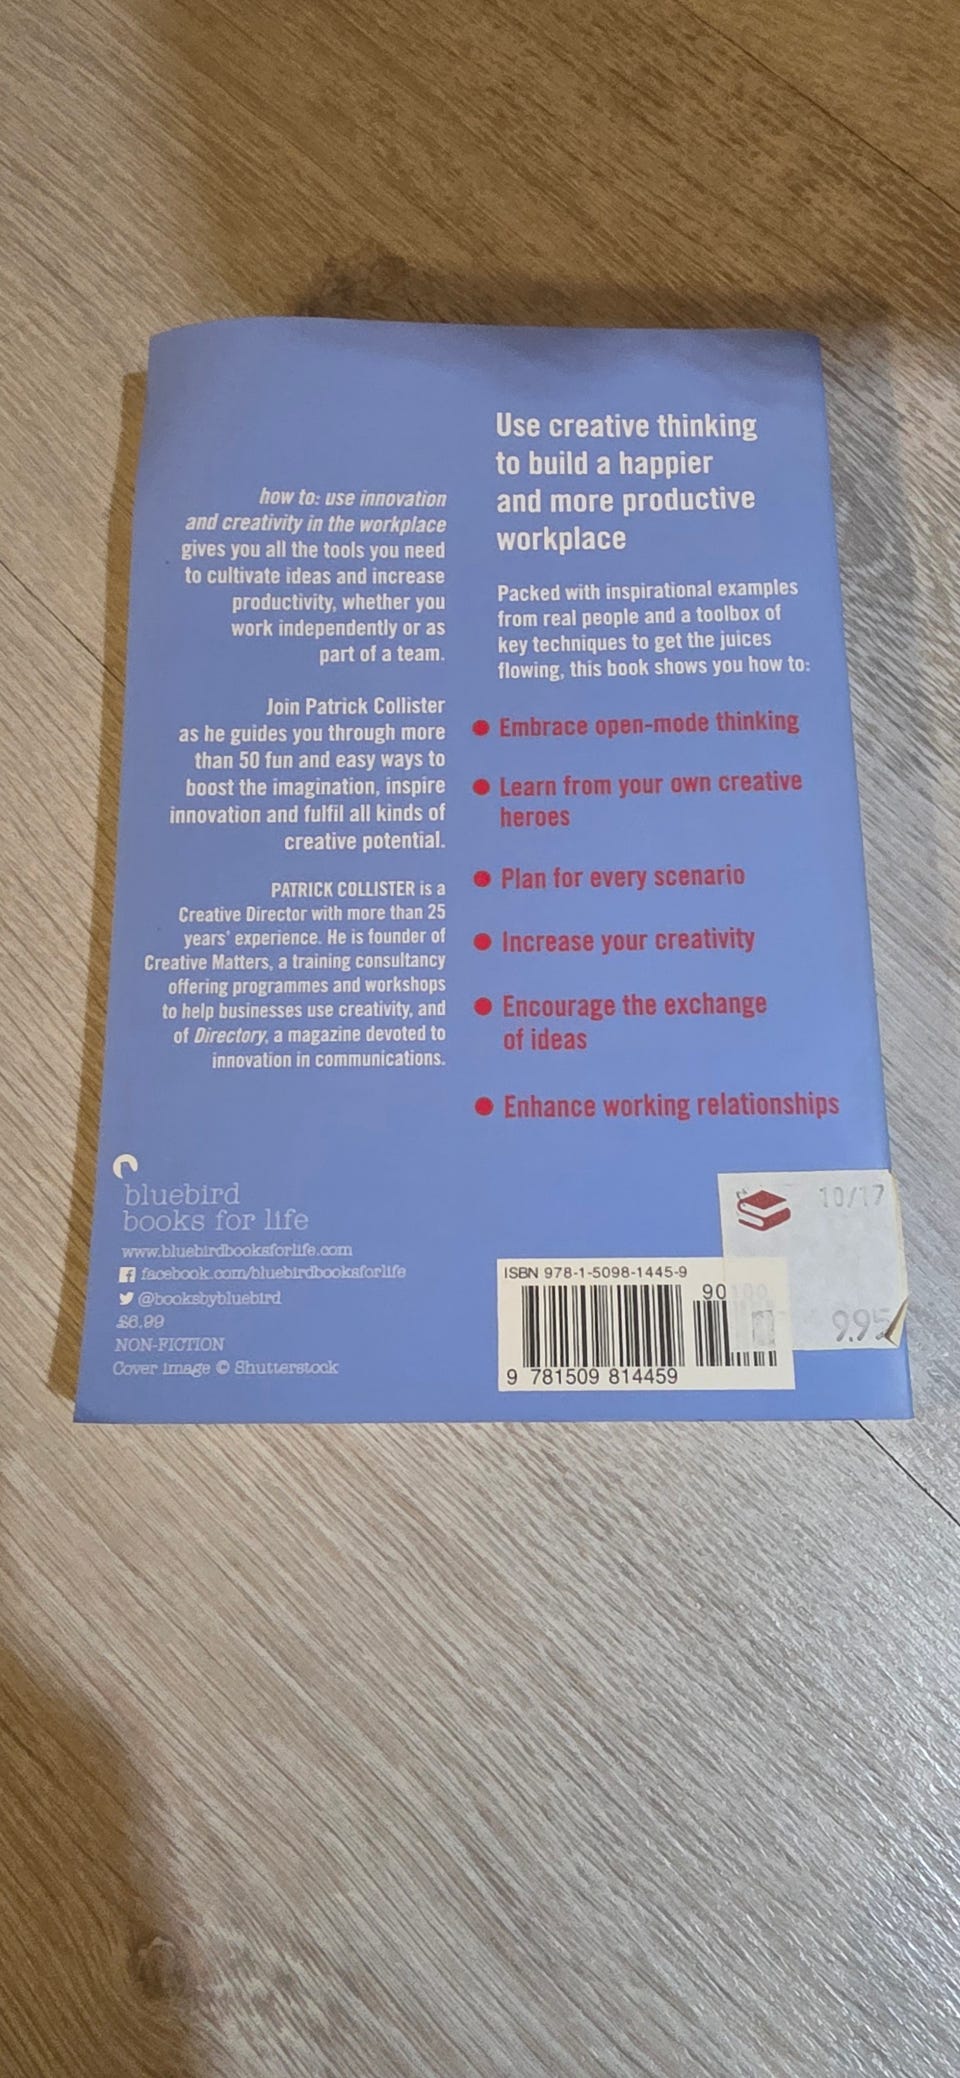 how to: use innovation
and creativity in the workplace
gives you all the tools you need
to cultivate ideas and increase
productivity, whether you
work independently or as
part of a team.
Join Patrick Collister
as he guides you through more
than 50 fun and easy ways to
boost the imagination, inspire
innovation and fulfil all kinds of
creative potential.
PATRICK COLLISTER is a
Creative Director with more than 25
years' experience. He is founder of
Creative Matters, a training consultancy
offering programmes and workshops
to help businesses use creativity, and
of Directory, a magazine devoted to
innovation in communications.
bluebird
books for life
www.bluebirdbooksforlife.com
facebook.com/bluebirdbooksforlife
@booksbybluebird
£6.99
NON-FICTION
Cover image © Shutterstock
Use creative thinking
to build a happier
and more productive
workplace
Packed with inspirational examples
from real people and a toolbox of
key techniques to get the juices
flowing, this book shows you how to:
● Embrace open-mode thinking
● Learn from your own creative
heroes
● Plan for every scenario
● Increase your creativity
● Encourage the exchange
of ideas
● Enhance working relationships
10/17
9.95
ISBN 978-1-5098-1445-9
90100
9 781509 814459